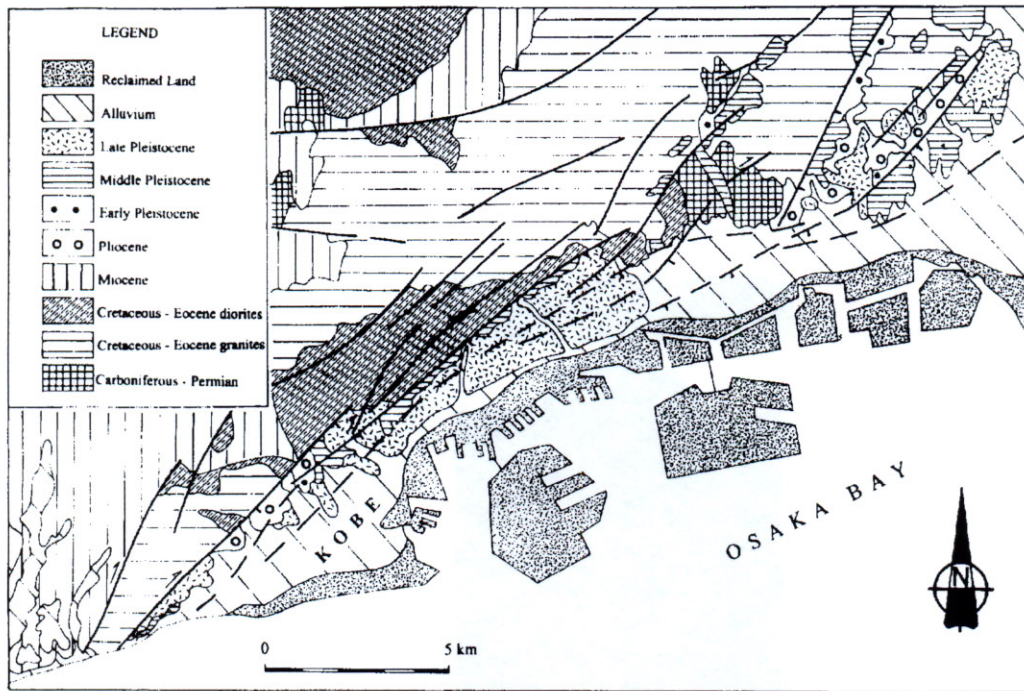 LEGEND
Reclaimed Land
Alluvium
Late Pleistocene
Middle Pleistocene
Early Pleistocene
Pliocene
Miocene
Cretaceous - Eocene diorites
Cretaceous - Eocene granites
Carboniferous - Permian
KOBE
OSAKA BAY
N
0 5 km